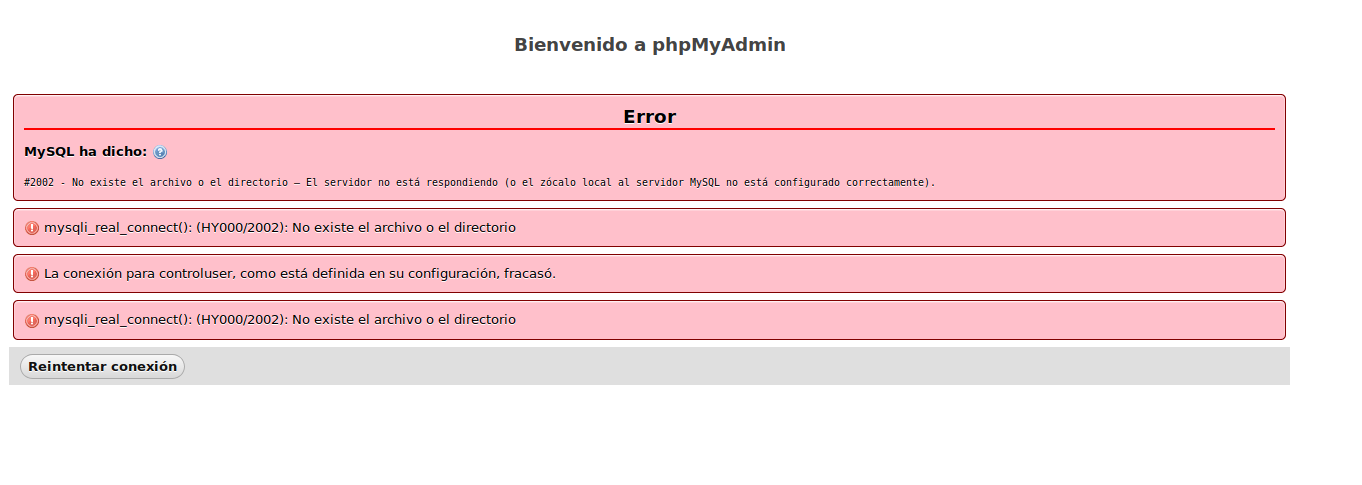 Bienvenido a phpMyAdmin
Error
MySQL ha dicho:
#2002 - No existe el archivo o el directorio — El servidor no está respondiendo (o el zócalo local al servidor MySQL no está configurado correctamente).
mysqli_real_connect(): (HY000/2002): No existe el archivo o el directorio
La conexión para controluser, como está definida en su configuración, fracasó.
mysqli_real_connect(): (HY000/2002): No existe el archivo o el directorio
Reintentar conexión